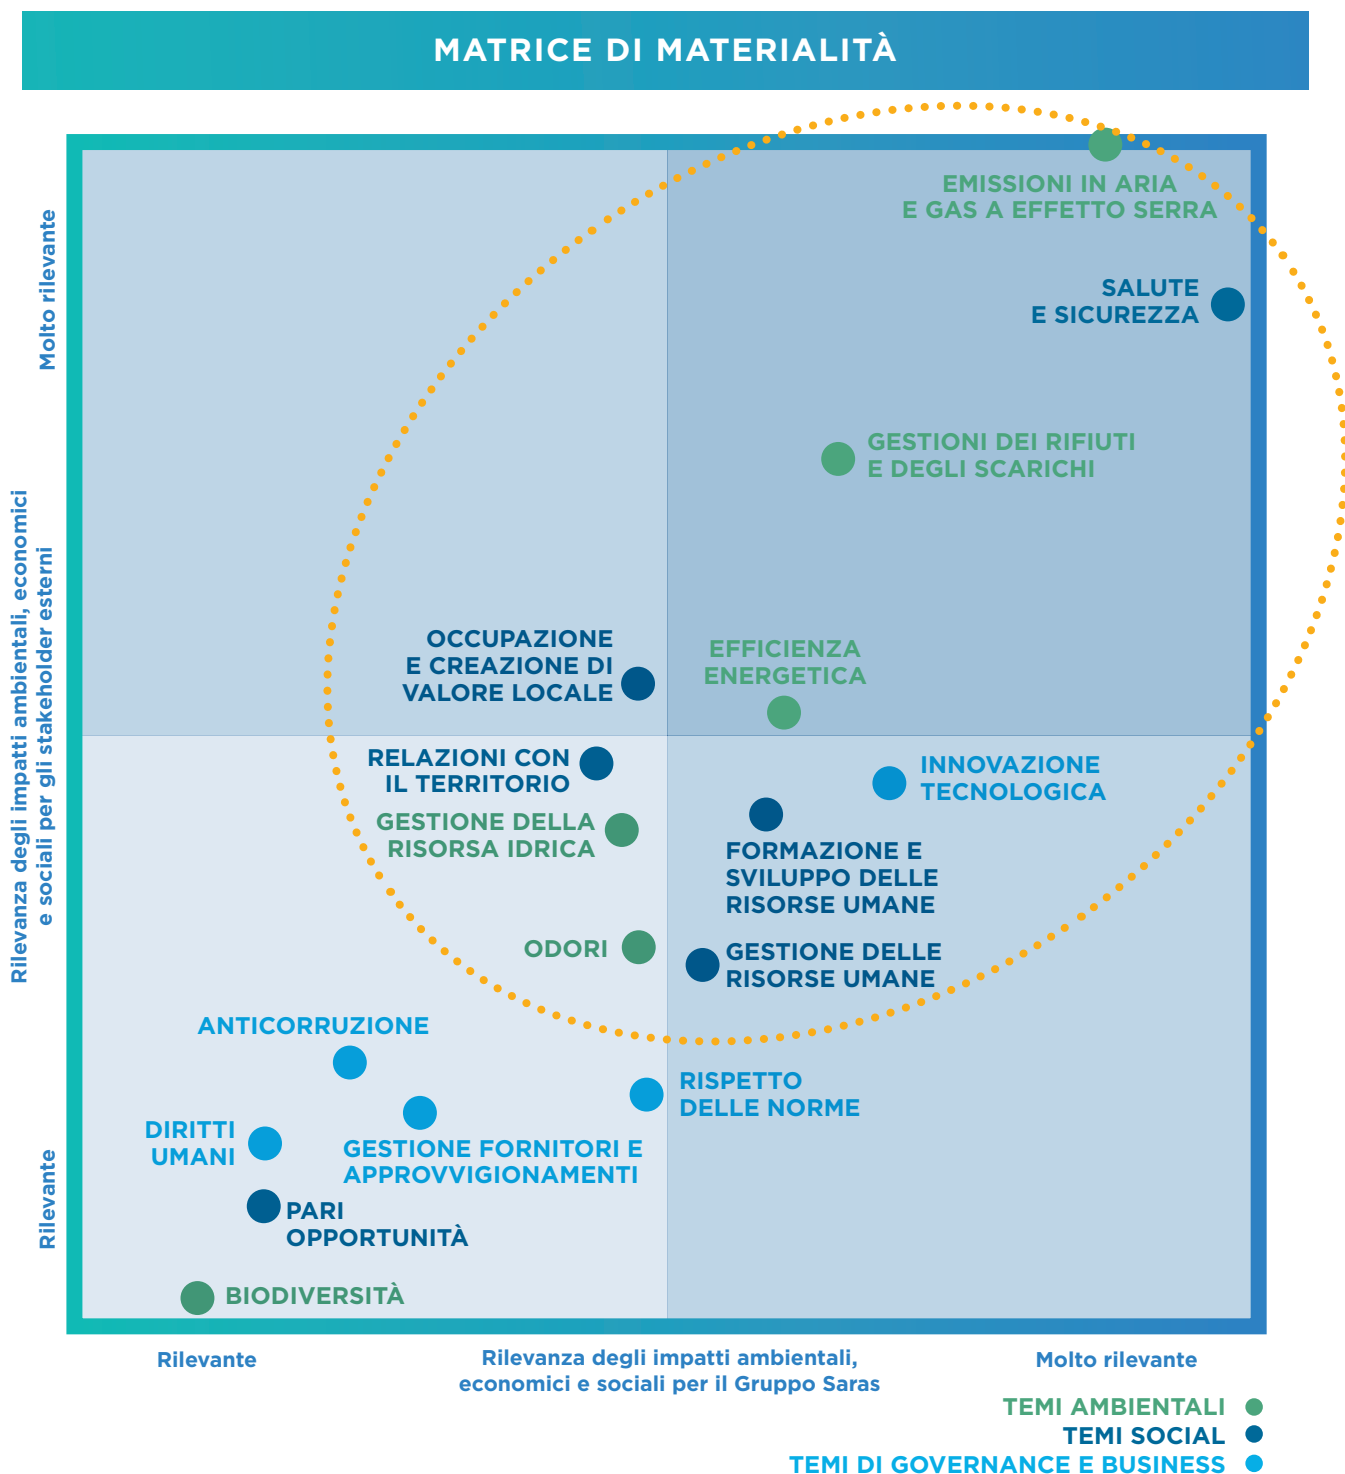 MATRICE DI MATERIALITÀ
Molto rilevante
Rilevanza degli impatti ambientali, economici
e sociali per gli stakeholder esterni
Rilevante
EMISSIONI IN ARIA
E GAS A EFFETTO SERRA
SALUTE
E SICUREZZA
GESTIONI DEI RIFIUTI
E DEGLI SCARICHI
OCCUPAZIONE
E CREAZIONE DI
VALORE LOCALE
EFFICIENZA
ENERGETICA
RELAZIONI CON
IL TERRITORIO
INNOVAZIONE
TECNOLOGICA
GESTIONE DELLA
RISORSA IDRICA
FORMAZIONE E
SVILUPPO DELLE
RISORSE UMANE
ODORI
GESTIONE DELLE
RISORSE UMANE
ANTICORRUZIONE
RISPETTO
DELLE NORME
DIRITTI
UMANI
GESTIONE FORNITORI E
APPROVVIGIONAMENTI
PARI
OPPORTUNITÀ
BIODIVERSITÀ
Rilevante
Rilevanza degli impatti ambientali,
economici e sociali per il Gruppo Saras
Molto rilevante
TEMI AMBIENTALI
TEMI SOCIAL
TEMI DI GOVERNANCE E BUSINESS